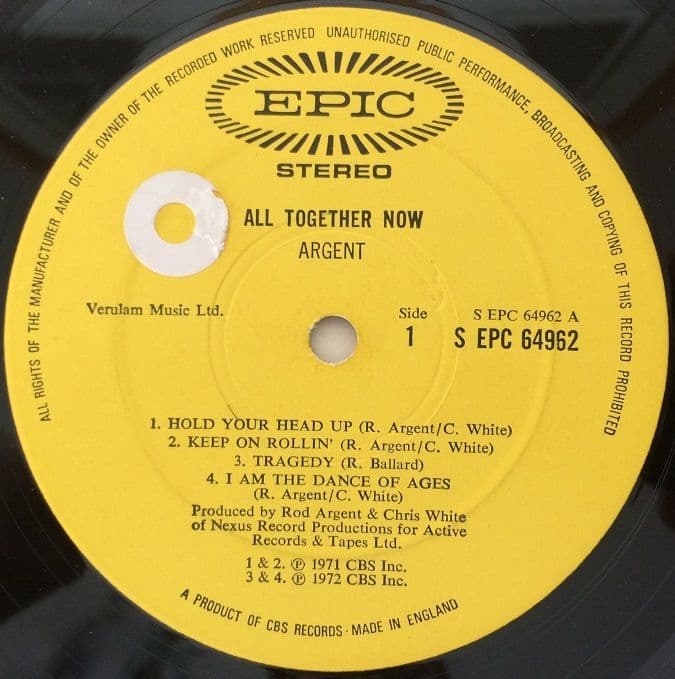 ALL RIGHTS OF THE MANUFACTURER AND OF THE OWNER OF THE RECORDED WORK RESERVED UNAUTHORISED PUBLIC PERFORMANCE, BROADCASTING AND COPYING OF THIS RECORD PROHIBITED
EPIC
STEREO
ALL TOGETHER NOW
ARGENT
Verulam Music Ltd.
Side
1
S EPC 64962 A
S EPC 64962
1. HOLD YOUR HEAD UP (R. Argent/C. White)
2. KEEP ON ROLLIN' (R. Argent/C. White)
3. TRAGEDY (R. Ballard)
4. I AM THE DANCE OF AGES
(R. Argent/C. White)
Produced by Rod Argent & Chris White
of Nexus Record Productions for Active
Records & Tapes Ltd.
1 & 2. ℗ 1971 CBS Inc.
3 & 4. ℗ 1972 CBS Inc.
A PRODUCT OF CBS RECORDS · MADE IN ENGLAND